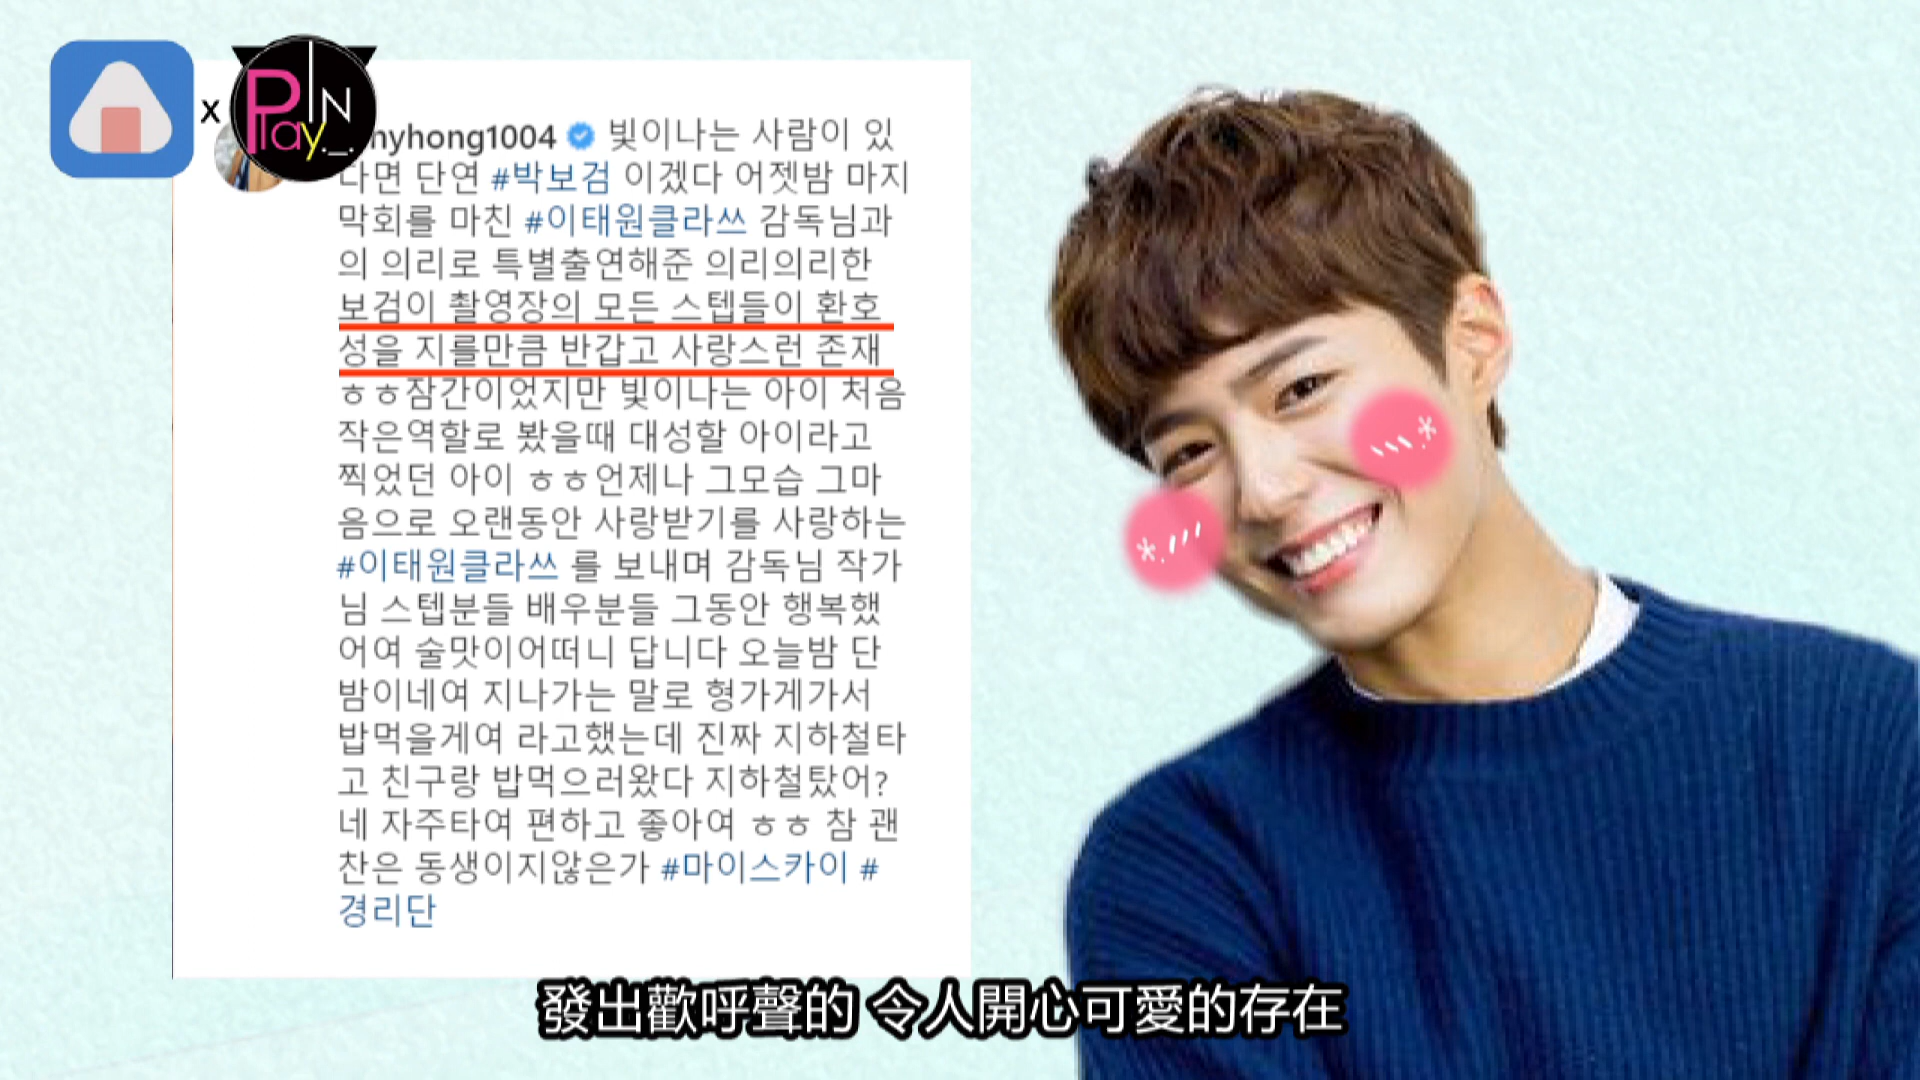 x
Play IN
nyhong1004 빛이나는 사람이 있
다면 단연 #박보검 이겠다 어젯밤 마지
막회를 마친 #이태원클라쓰 감독님과
의 의리로 특별출연해준 의리의리한
보검이 촬영장의 모든 스텝들이 환호
성을 지를만큼 반갑고 사랑스런 존재
ㅎㅎ잠간이었지만 빛이나는 아이 처음
작은역할로 봤을때 대성할 아이라고
찍었던 아이 ㅎㅎ언제나 그모습 그마
음으로 오랜동안 사랑받기를 사랑하는
#이태원클라쓰 를 보내며 감독님 작가
님 스텝분들 배우분들 그동안 행복했
어여 술맛이어떠니 답니다 오늘밤 단
밤이네여 지나가는 말로 형가게가서
밥먹을게여 라고했는데 진짜 지하철타
고 친구랑 밥먹으러왔다 지하철탔어?
네 자주타여 편하고 좋아여 ㅎㅎ 참 괜
찬은 동생이지않은가 #마이스카이 #
경리단
發出歡呼聲的 令人開心可愛的存在